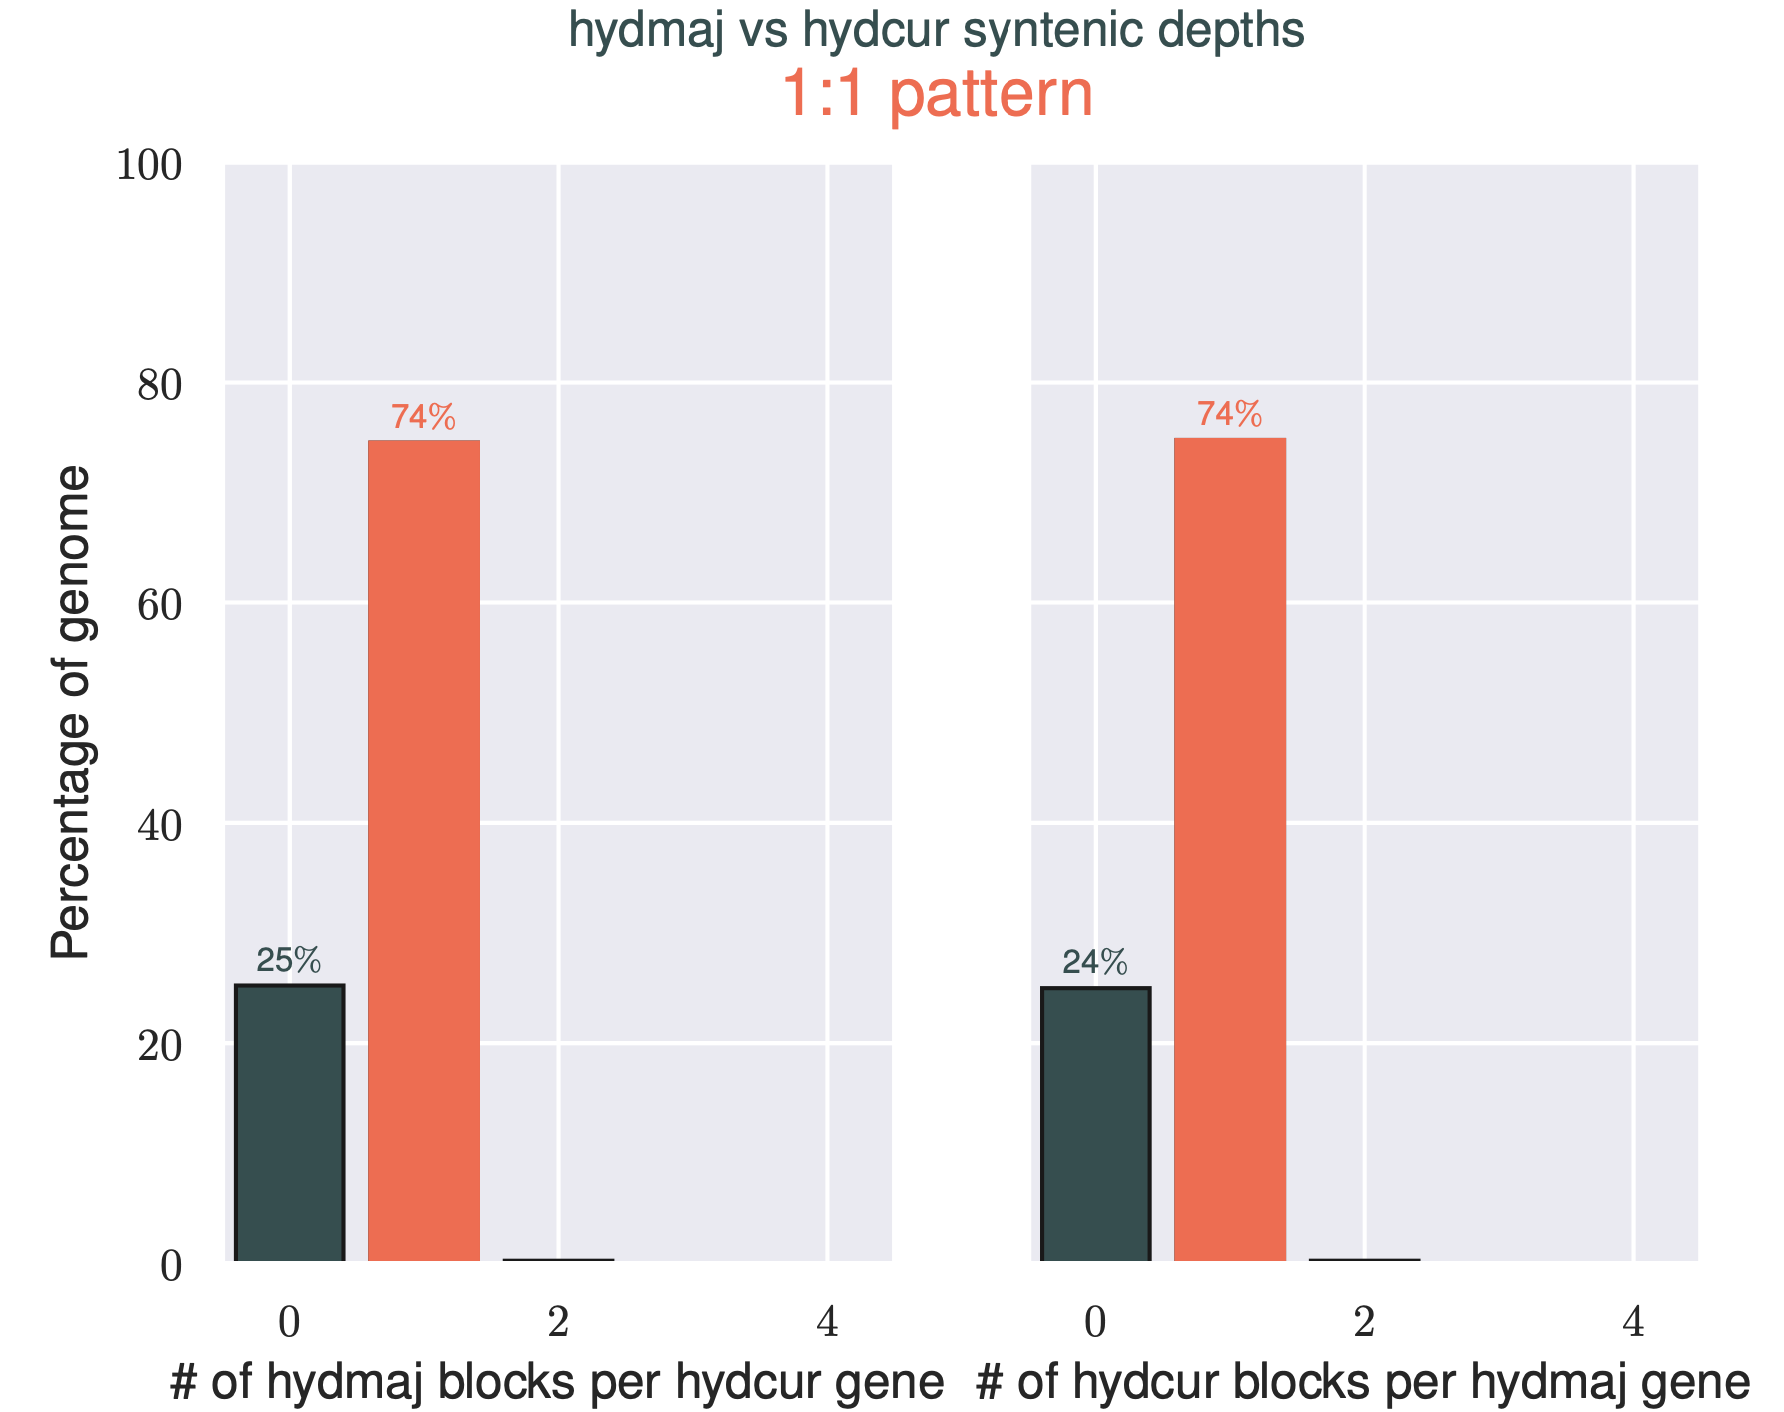 hydmaj vs hydcur syntenic depths
1:1 pattern
Percentage of genome
100
80
60
40
20
0
25%
74%
0 2 4
# of hydmaj blocks per hydcur gene
24%
74%
0 2 4
# of hydcur blocks per hydmaj gene